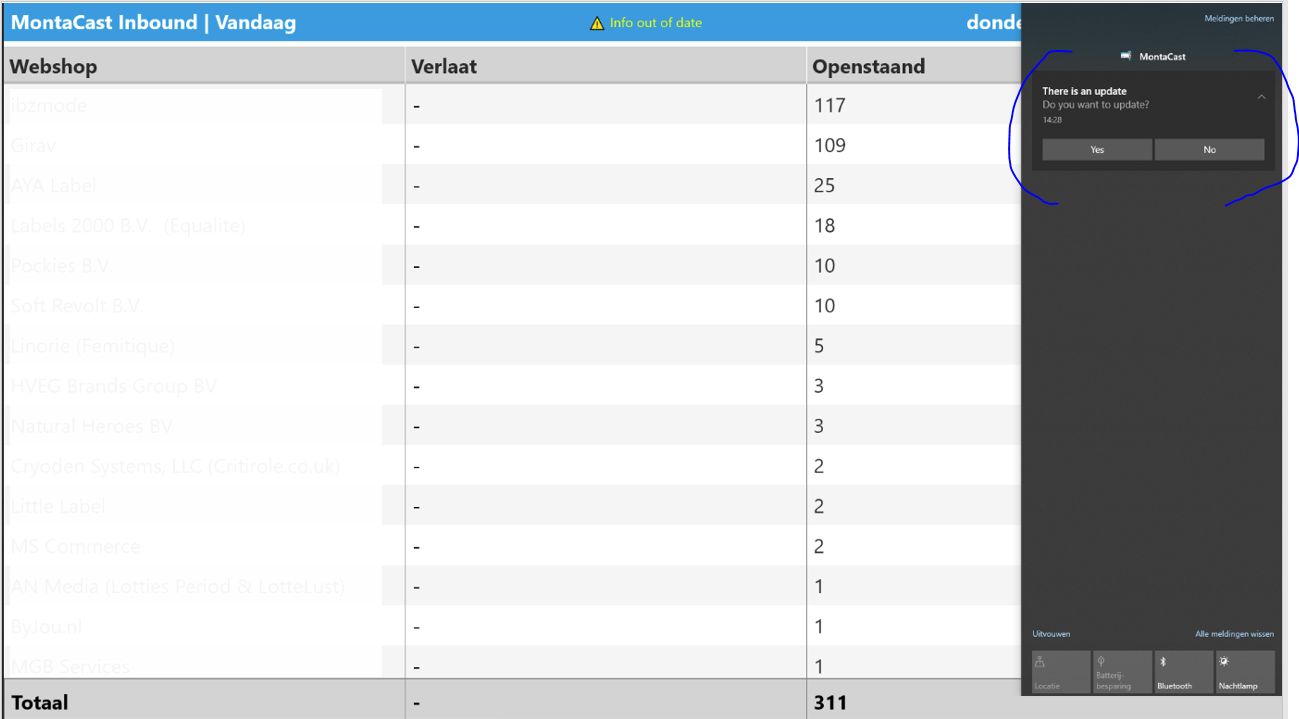 MontaCast Inbound | Vandaag
Info out of date
donde
Webshop Verlaat Openstaand
ibzmode - 117
Girav - 109
AYA Label - 25
Labels 2000 B.V. (Equalite) - 18
Pockies B.V. - 10
Soft Revolt B.V. - 10
Linorie (Femitique) - 5
HVEG Brands Group BV - 3
Natural Heroes BV - 3
Cryoden Systems, LLC (Critirole.co.uk) - 2
Little Label - 2
MS Commerce - 2
AN Media (Lotties Period & LotteLust) - 1
ByJou.nl - 1
MGB Services - 1
Totaal - 311
Meldingen beheren
MontaCast
There is an update
Do you want to update?
14:28
Yes No
Uitvouwen Alle meldingen wissen
Locatie
Batterij-
besparing
Bluetooth
Nachtlamp